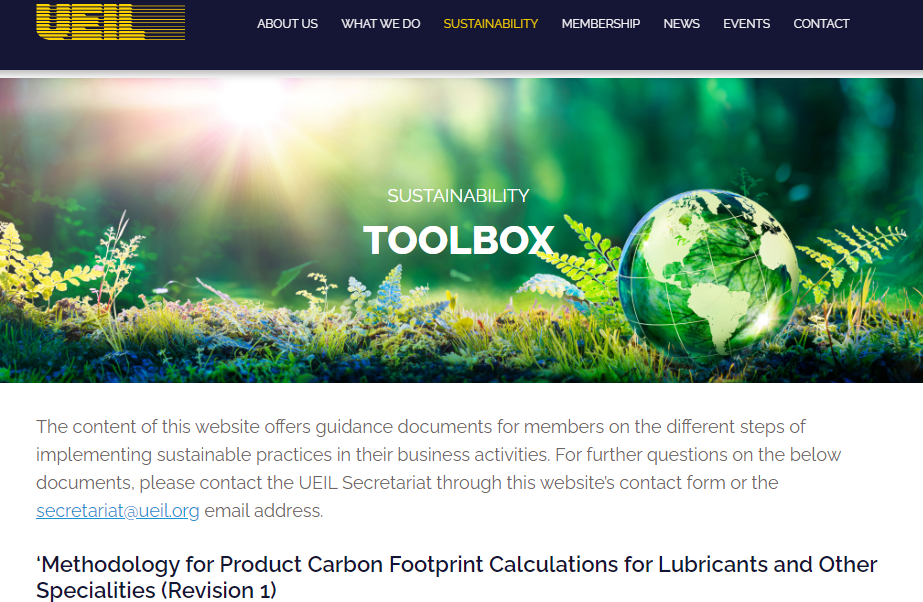 UEIL
ABOUT US WHAT WE DO SUSTAINABILITY MEMBERSHIP NEWS EVENTS CONTACT
SUSTAINABILITY
TOOLBOX
The content of this website offers guidance documents for members on the different steps of
implementing sustainable practices in their business activities. For further questions on the below
documents, please contact the UEIL Secretariat through this website's contact form or the
secretariat@ueil.org email address.
‘Methodology for Product Carbon Footprint Calculations for Lubricants and Other
Specialities (Revision 1)